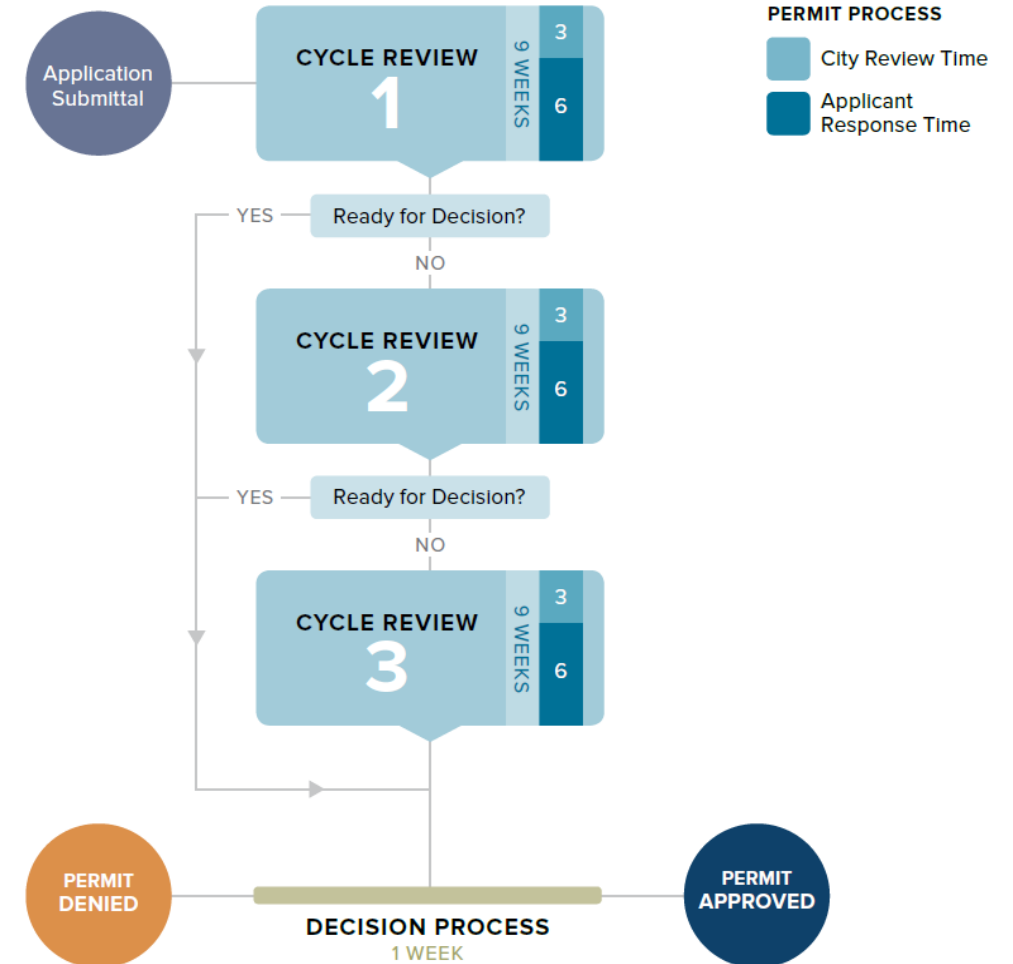 PERMIT PROCESS
City Review Time
Applicant
Response Time
Application
Submittal
CYCLE REVIEW
1
9 WEEKS
3
6
Ready for Decision?
YES
NO
CYCLE REVIEW
2
9 WEEKS
3
6
Ready for Decision?
YES
NO
CYCLE REVIEW
3
9 WEEKS
3
6
PERMIT
DENIED
DECISION PROCESS
1 WEEK
PERMIT
APPROVED